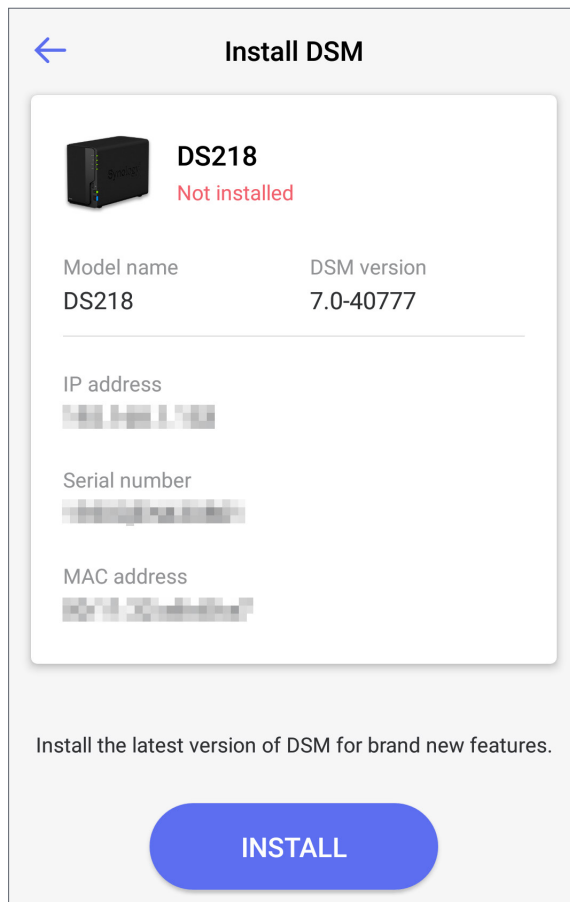 Install DSM
DS218
Not installed
Model name
DSM version
DS218
7.0-40777
IP address
Serial number
MAC address
Install the latest version of DSM for brand new features.
INSTALL